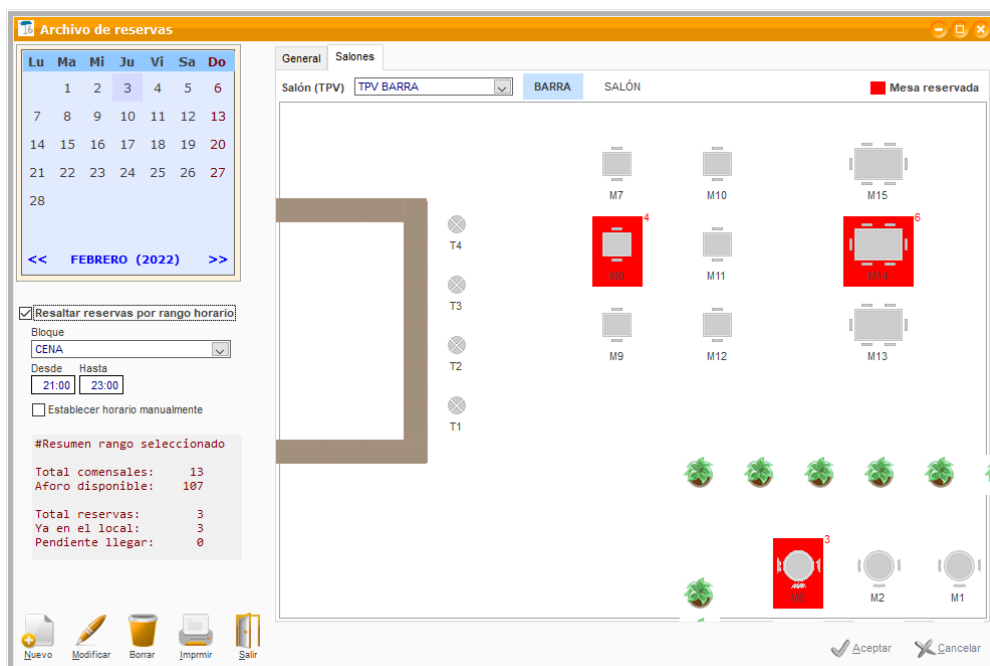 16 Archivo de reservas
Lu Ma Mi Ju Vi Sa Do
1 2 3 4 5 6
7 8 9 10 11 12 13
14 15 16 17 18 19 20
21 22 23 24 25 26 27
28
<< FEBRERO (2022) >>
Resaltar reservas por rango horario
Bloque
CENA
Desde Hasta
21:00 23:00
Establecer horario manualmente
#Resumen rango seleccionado
Total comensales: 13
Aforo disponible: 107
Total reservas: 3
Ya en el local: 3
Pendiente llegar: 0
Nuevo Modificar Borrar Imprmir Salir
General Salones
Salón (TPV) TPV BARRA BARRA SALÓN Mesa reservada
M7 M10 M15
4 6
T4
M8 M11 M14
T3
M9 M12 M13
T2
T1
3
M6 M2 M1
Aceptar Cancelar